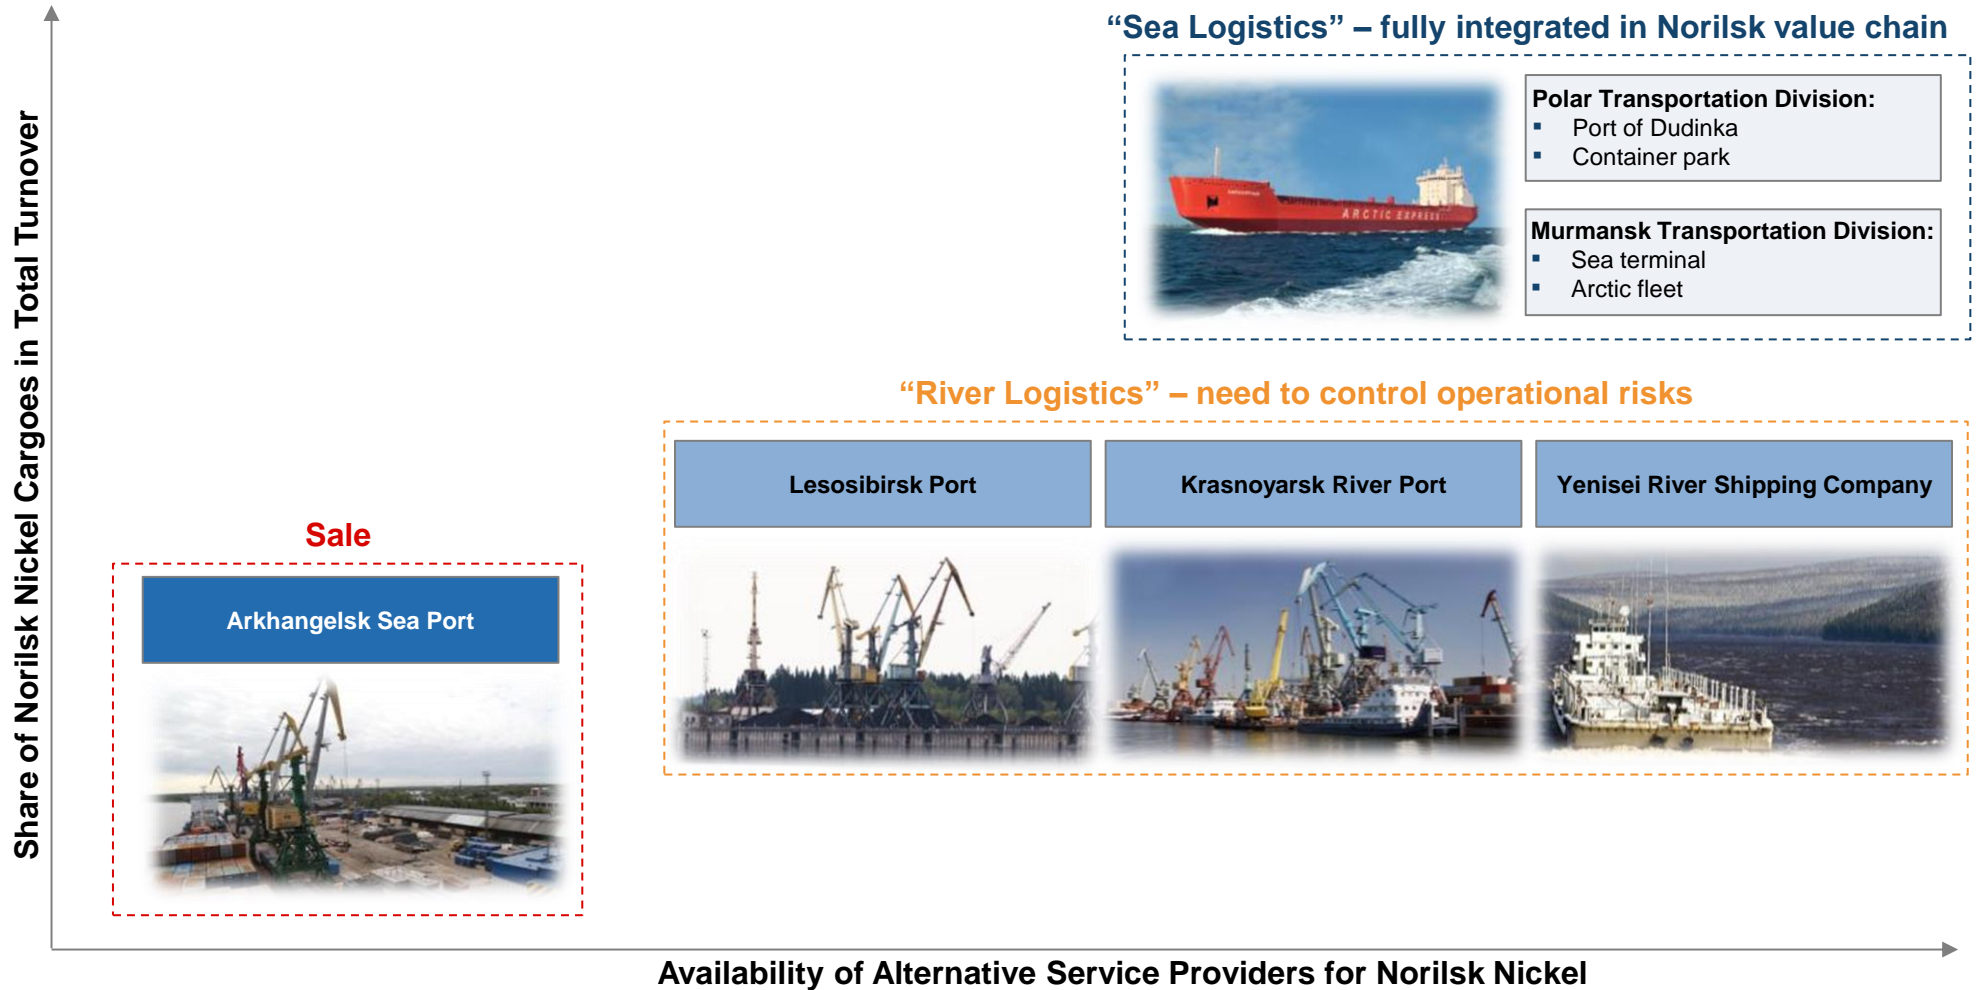 “Sea Logistics” – fully integrated in Norilsk value chain
ARCTIC EXPRESS
Polar Transportation Division:
▪ Port of Dudinka
▪ Container park
Murmansk Transportation Division:
▪ Sea terminal
▪ Arctic fleet
“River Logistics” – need to control operational risks
Lesosibirsk Port
Krasnoyarsk River Port
Yenisei River Shipping Company
Sale
Arkhangelsk Sea Port
Share of Norilsk Nickel Cargoes in Total Turnover
Availability of Alternative Service Providers for Norilsk Nickel